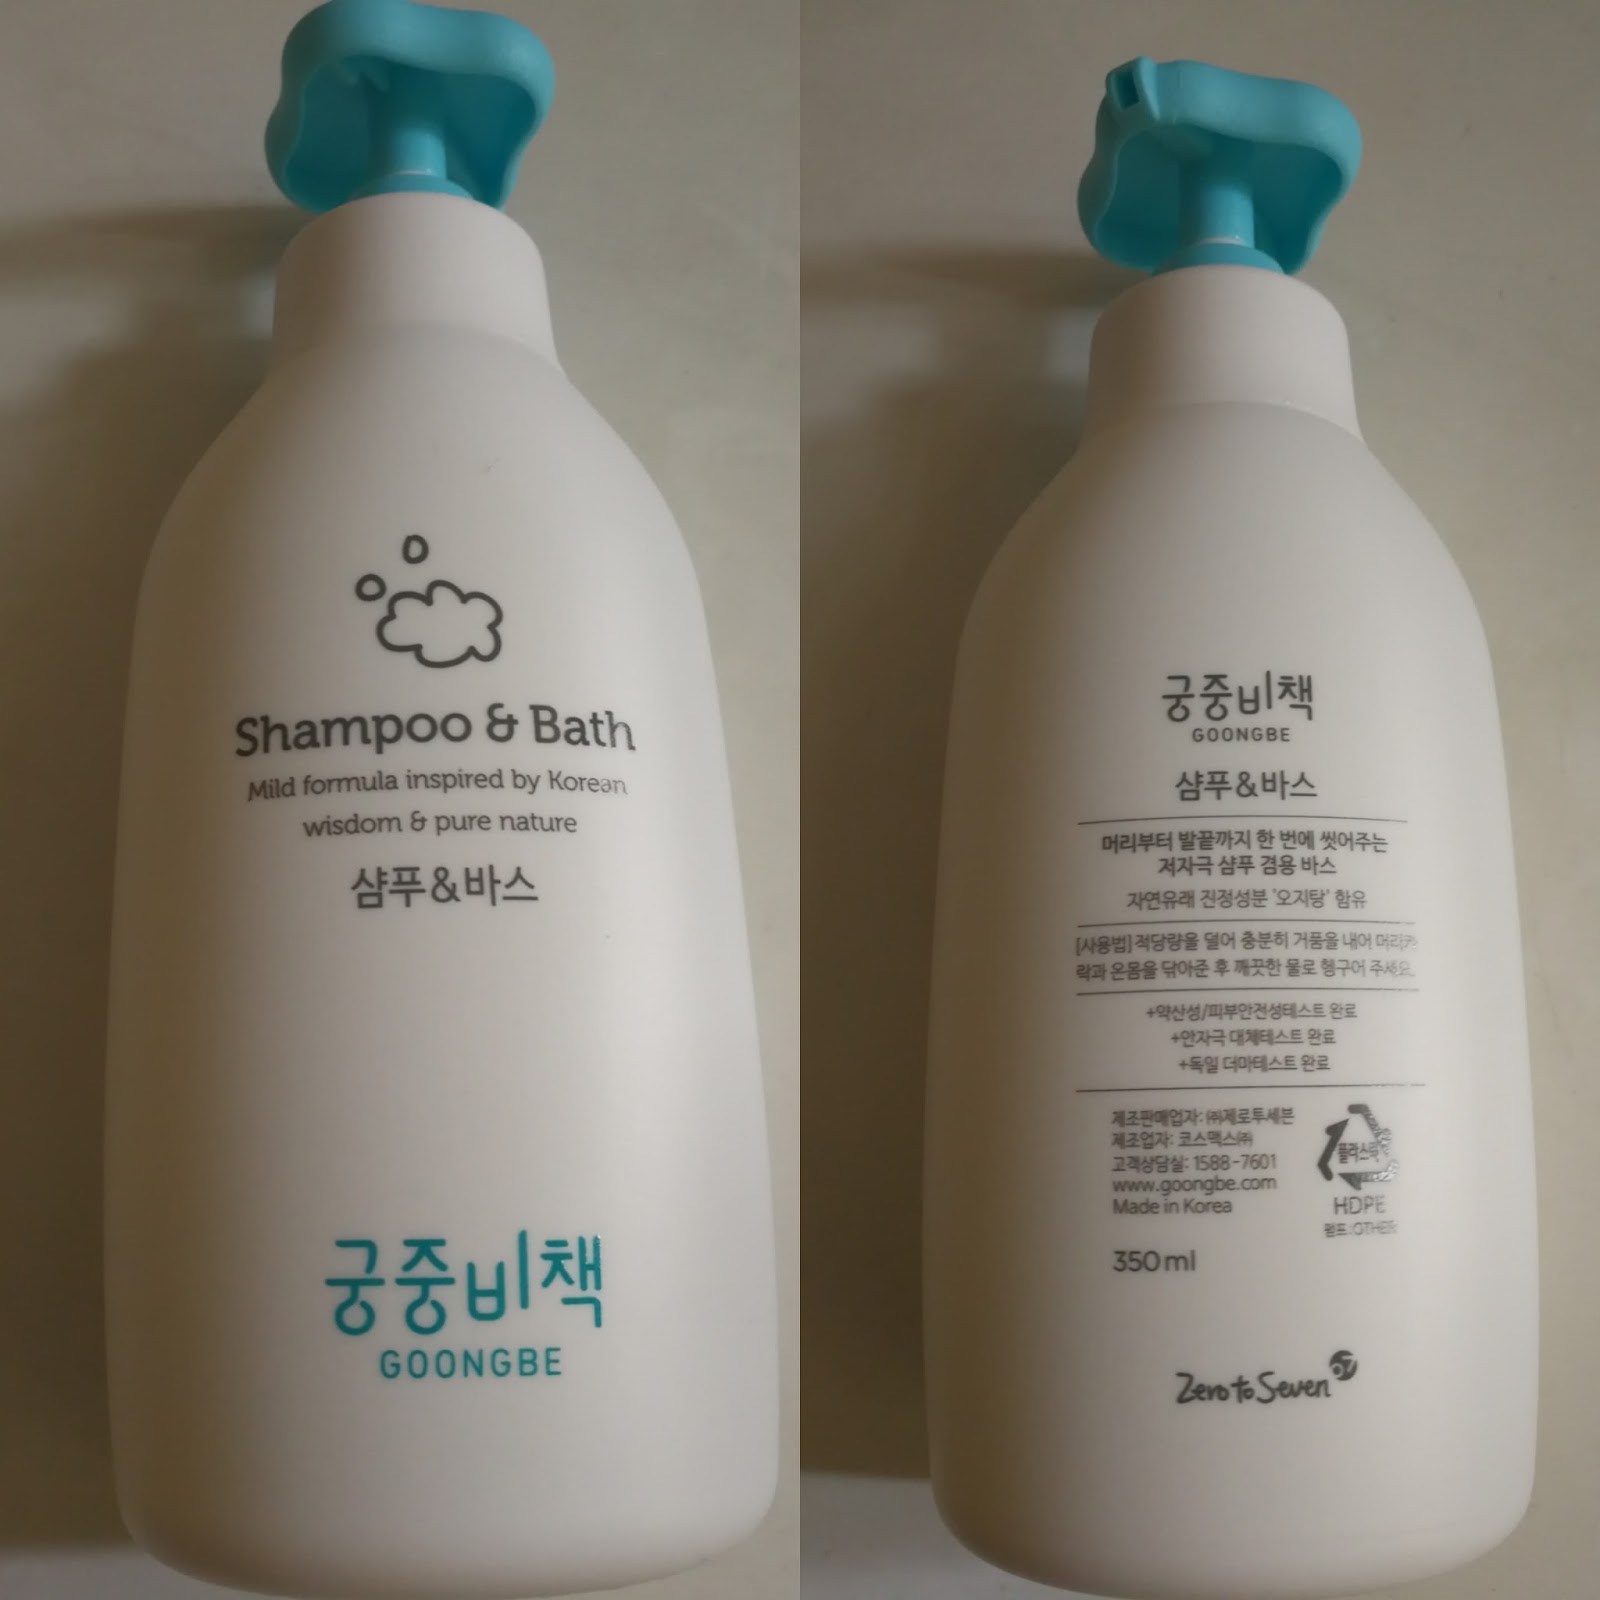 Shampoo & Bath
Mild formula inspired by Korean
wisdom & pure nature
샴푸&바스
궁중비책
GOONGBE
궁중비책
GOONGBE
샴푸&바스
머리부터 발끝까지 한 번에 씻어주는
저자극 샴푸 겸용 바스
자연유래 진정성분 '오지탕' 함유
[사용법] 적당량을 덜어 충분히 거품을 내어 머리카
락과 온몸을 닦아준 후 깨끗한 물로 헹구어 주세요.
+약산성/피부안전성테스트 완료
+안자극 대체테스트 완료
+독일 더마테스트 완료
제조판매업자: ㈜제로투세븐
제조업자: 코스맥스㈜
고객상담실: 1588-7601
www.goongbe.com
Made in Korea
350ml
플라스틱
HDPE
펌프:OTHER
Zero to Seven 07